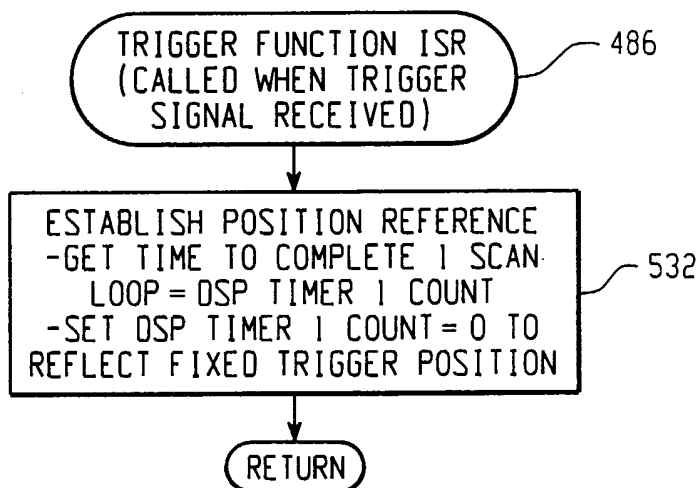 TRIGGER FUNCTION ISR
(CALLED WHEN TRIGGER
SIGNAL RECEIVED)
486
ESTABLISH POSITION REFERENCE
-GET TIME TO COMPLETE 1 SCAN
LOOP = DSP TIMER 1 COUNT
-SET DSP TIMER 1 COUNT = 0 TO
REFLECT FIXED TRIGGER POSITION
532
RETURN